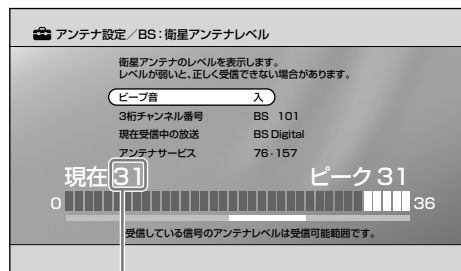 アンテナ設定／BS：衛星アンテナレベル
衛星アンテナのレベルを表示します。
レベルが弱いと、正しく受信できない場合があります。
ビープ音 入
3桁チャンネル番号 BS 101
現在受信中の放送 BS Digital
アンテナサービス 76-157
現在 31 ピーク 31
0 36
受信している信号のアンテナレベルは受信可能範囲です。